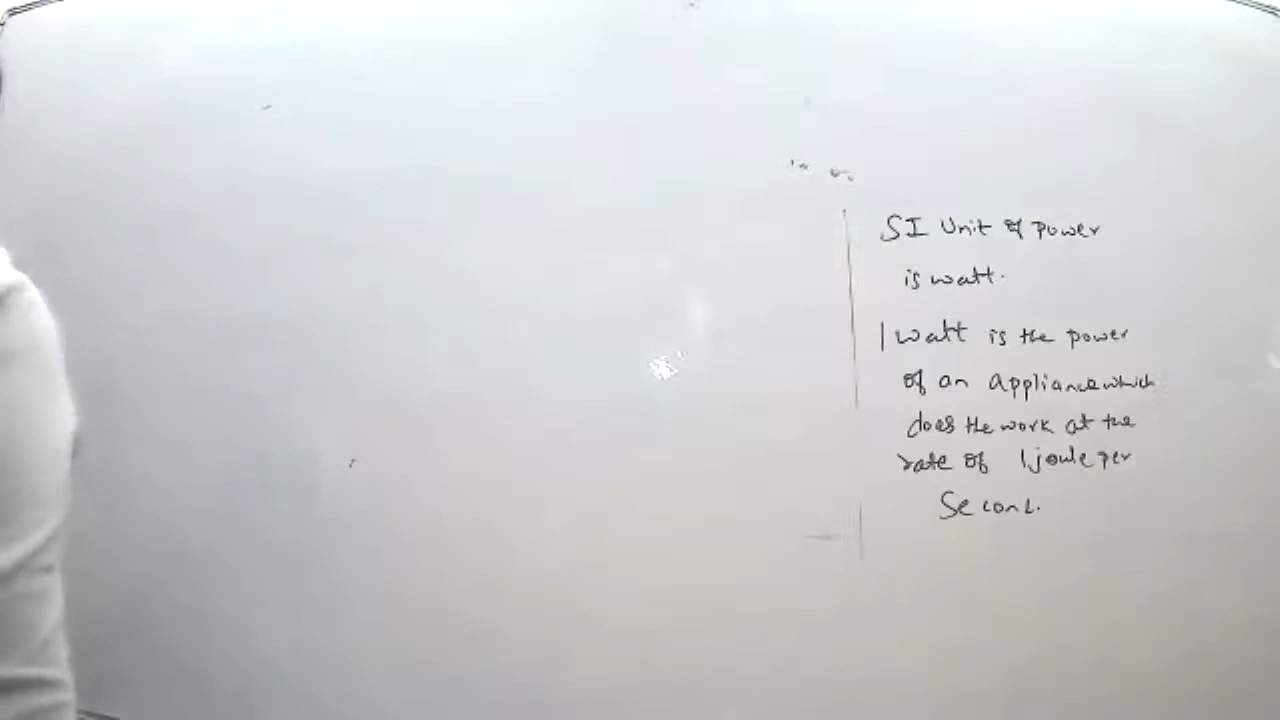 SI Unit of power
is watt.
1 watt is the power
of an appliance which
does the work at the
rate of 1 joule per
Second.